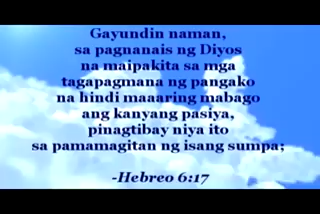 Gayundin naman,
sa pagnanais ng Diyos
na maipakita sa mga
tagapagmana ng pangako
na hindi maaaring mabago
ang kanyang pasiya,
pinagtibay niya ito
sa pamamagitan ng isang sumpa;
-Hebreo 6:17